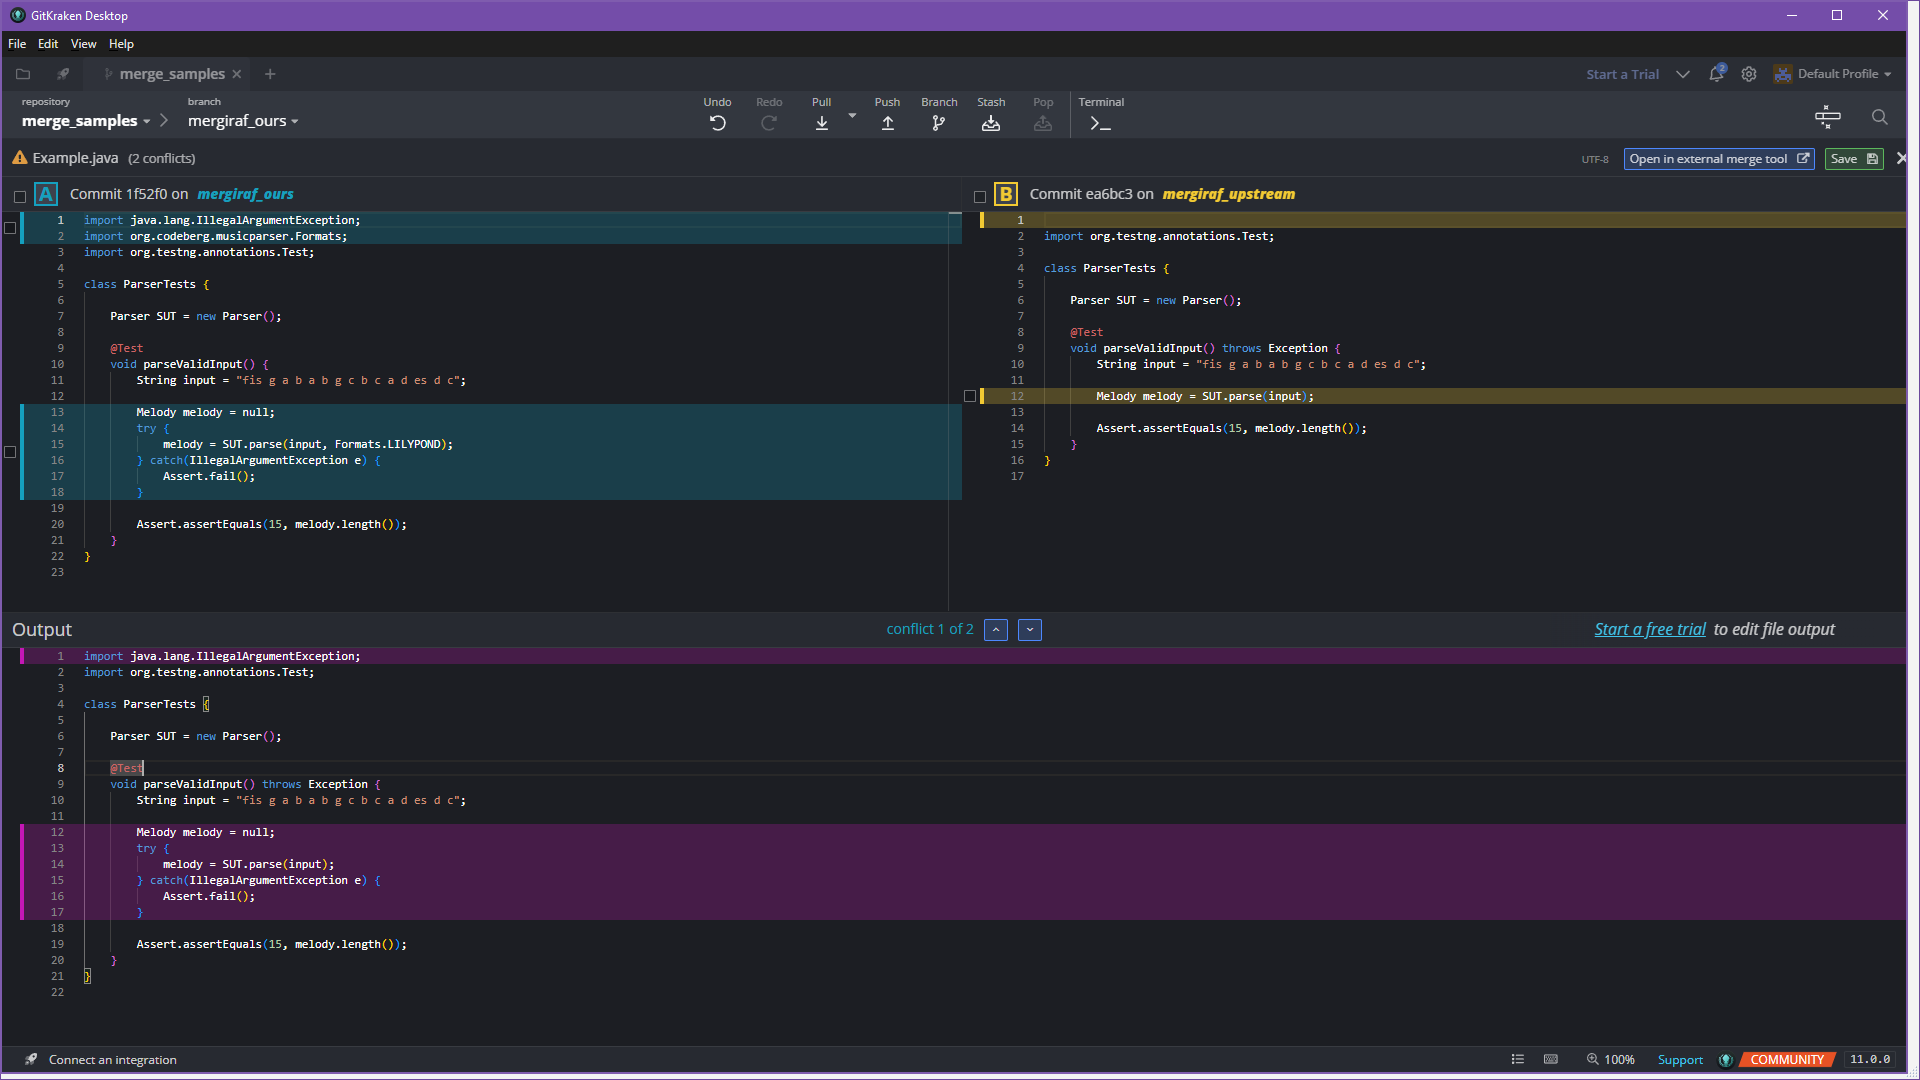 GitKraken Desktop
File Edit View Help
merge_samples
Start a Trial 2 Default Profile
repository branch
merge_samples mergiraf_ours
Undo Redo Pull Push Branch Stash Pop Terminal
Example.java (2 conflicts)
UTF-8 Open in external merge tool Save
A Commit 1f52f0 on mergiraf_ours
1 import java.lang.IllegalArgumentException;
2 import org.codeberg.musicparser.Formats;
3 import org.testng.annotations.Test;
4
5 class ParserTests {
6
7 Parser SUT = new Parser();
8
9 @Test
10 void parseValidInput() {
11 String input = "fis g a b a b g c b c a d es d c";
12
13 Melody melody = null;
14 try {
15 melody = SUT.parse(input, Formats.LILYPOND);
16 } catch(IllegalArgumentException e) {
17 Assert.fail();
18 }
19
20 Assert.assertEquals(15, melody.length());
21 }
22 }
23
B Commit ea6bc3 on mergiraf_upstream
1
2 import org.testng.annotations.Test;
3
4 class ParserTests {
5
6 Parser SUT = new Parser();
7
8 @Test
9 void parseValidInput() throws Exception {
10 String input = "fis g a b a b g c b c a d es d c";
11
12 Melody melody = SUT.parse(input);
13
14 Assert.assertEquals(15, melody.length());
15 }
16 }
17
Output
conflict 1 of 2
Start a free trial to edit file output
1 import java.lang.IllegalArgumentException;
2 import org.testng.annotations.Test;
3
4 class ParserTests {
5
6 Parser SUT = new Parser();
7
8 @Test
9 void parseValidInput() throws Exception {
10 String input = "fis g a b a b g c b c a d es d c";
11
12 Melody melody = null;
13 try {
14 melody = SUT.parse(input);
15 } catch(IllegalArgumentException e) {
16 Assert.fail();
17 }
18
19 Assert.assertEquals(15, melody.length());
20 }
21 }
22
Connect an integration
100% Support COMMUNITY 11.0.0